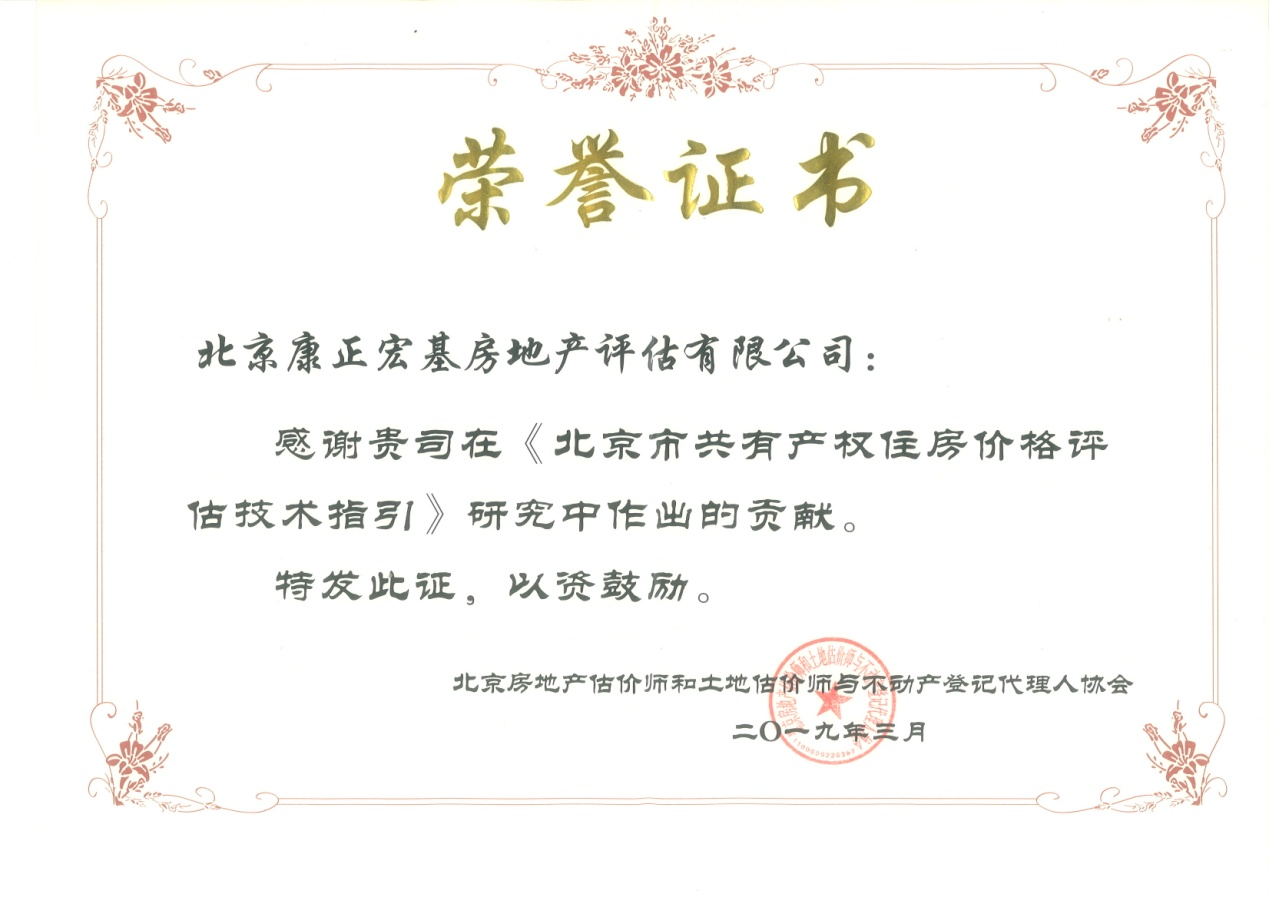 荣誉证书
北京康正宏基房地产评估有限公司：
感谢贵司在《北京市共有产权住房价格评
估技术指引》研究中作出的贡献。
特发此证，以资鼓励。
北京房地产估价师和土地估价师与不动产登记代理人协会
二〇一九年三月